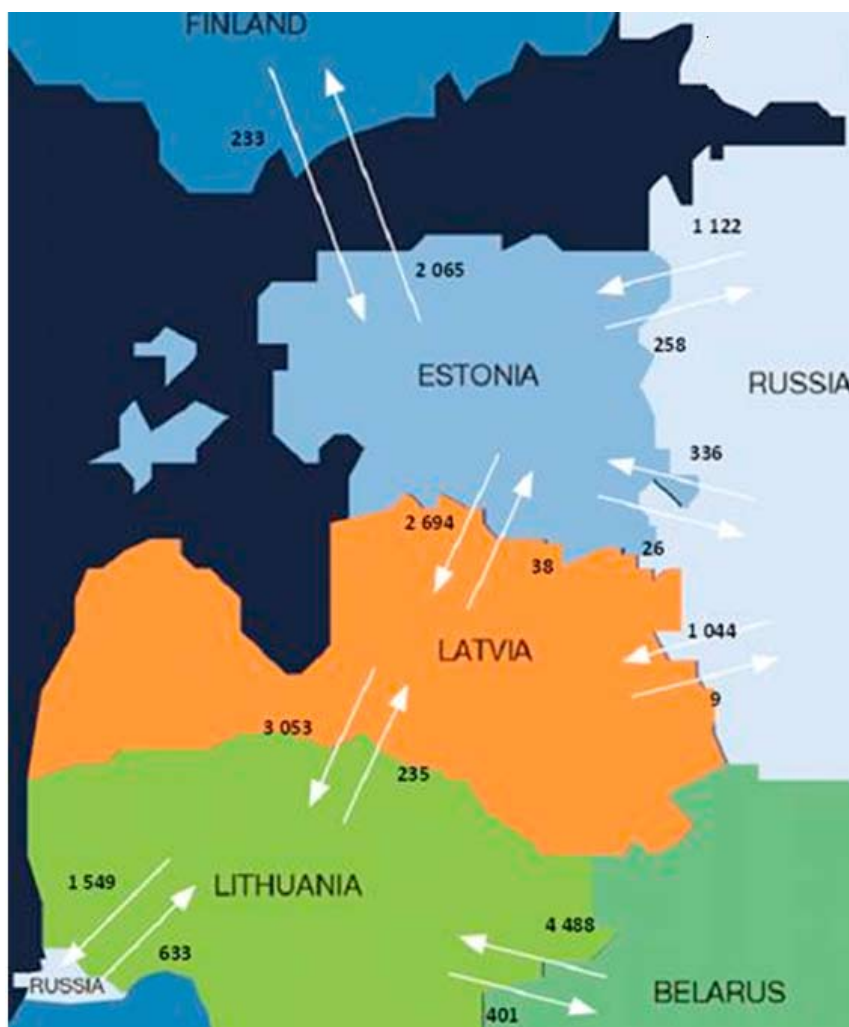 FINLAND
233
1 122
2 065
258
ESTONIA
RUSSIA
336
2 694
26
38
1 044
LATVIA
9
3 053
235
1 549
LITHUANIA
4 488
633
RUSSIA
BELARUS
401